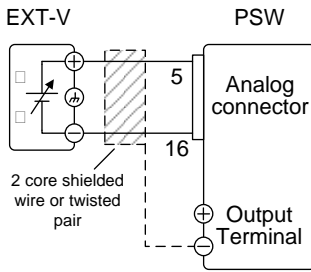 EXT-V
PSW
5
Analog
connector
16
2 core shielded
wire or twisted
pair
Output
Terminal